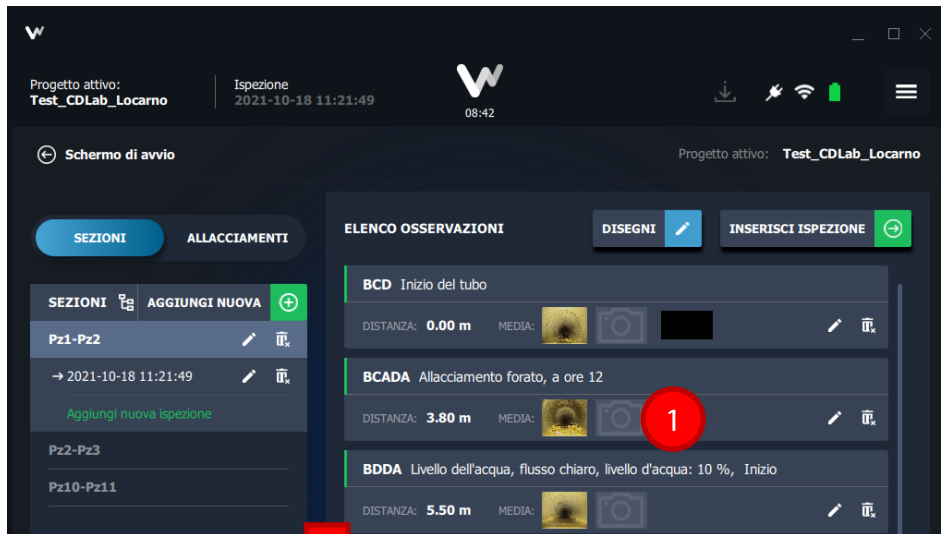 Progetto attivo:
Test_CDLab_Locarno
Ispezione
2021-10-18 11:21:49
08:42
Schermo di avvio
Progetto attivo: Test_CDLab_Locarno
SEZIONI ALLACCIAMENTI
SEZIONI AGGIUNGI NUOVA
Pz1-Pz2
→ 2021-10-18 11:21:49
Aggiungi nuova ispezione
Pz2-Pz3
Pz10-Pz11
ELENCO OSSERVAZIONI DISEGNI INSERISCI ISPEZIONE
BCD Inizio del tubo
DISTANZA: 0.00 m MEDIA:
BCADA Allacciamento forato, a ore 12
DISTANZA: 3.80 m MEDIA: 1
BDDA Livello dell'acqua, flusso chiaro, livello d'acqua: 10 %, Inizio
DISTANZA: 5.50 m MEDIA: